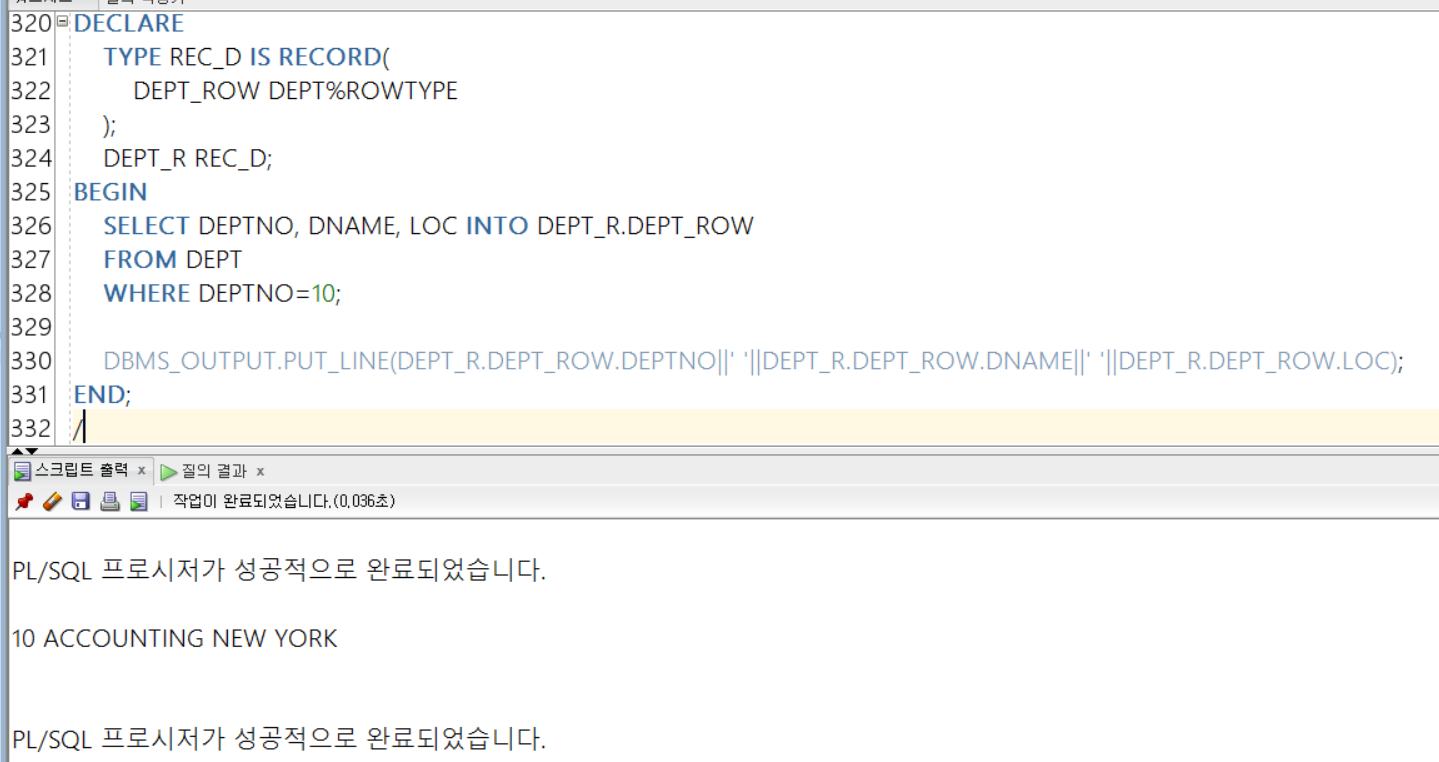 320 DECLARE
321 TYPE REC_D IS RECORD(
322 DEPT_ROW DEPT%ROWTYPE
323 );
324 DEPT_R REC_D;
325 BEGIN
326 SELECT DEPTNO, DNAME, LOC INTO DEPT_R.DEPT_ROW
327 FROM DEPT
328 WHERE DEPTNO=10;
329
330 DBMS_OUTPUT.PUT_LINE(DEPT_R.DEPT_ROW.DEPTNO||' '||DEPT_R.DEPT_ROW.DNAME||' '||DEPT_R.DEPT_ROW.LOC);
331 END;
332 /
스크립트 출력 x 질의 결과 x
작업이 완료되었습니다.(0.036초)
PL/SQL 프로시저가 성공적으로 완료되었습니다.
10 ACCOUNTING NEW YORK
PL/SQL 프로시저가 성공적으로 완료되었습니다.